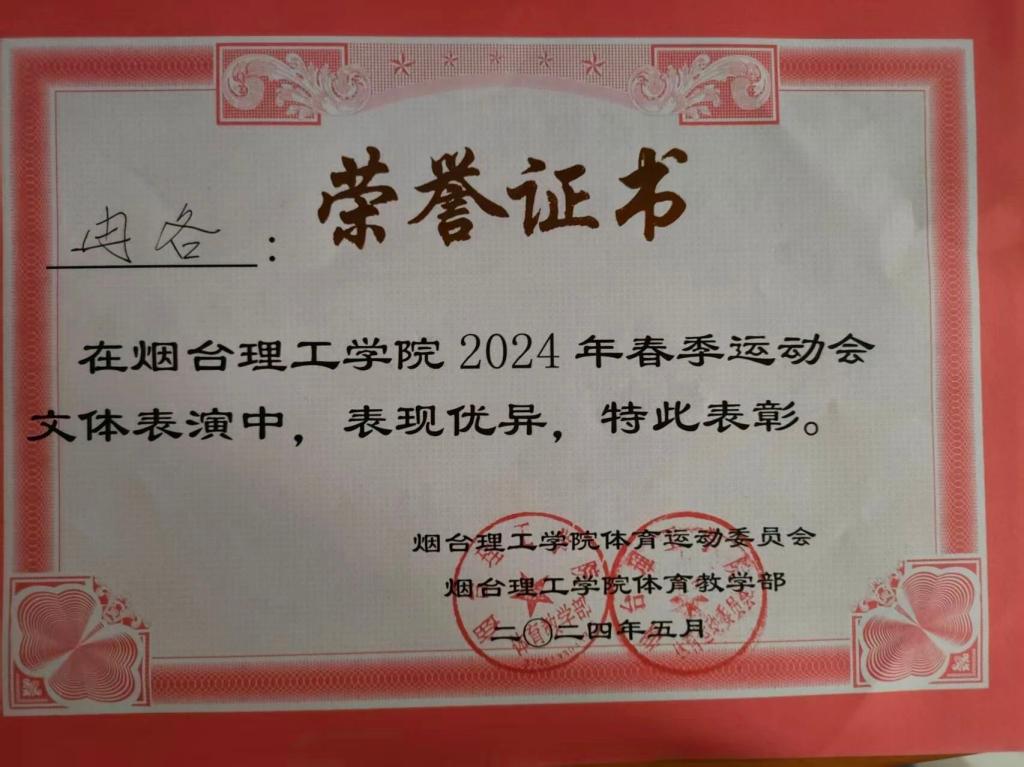 荣誉证书
冉各：
在烟台理工学院2024年春季运动会
文体表演中，表现优异，特此表彰。
烟台理工学院体育运动委员会
烟台理工学院体育教学部
二〇二四年五月